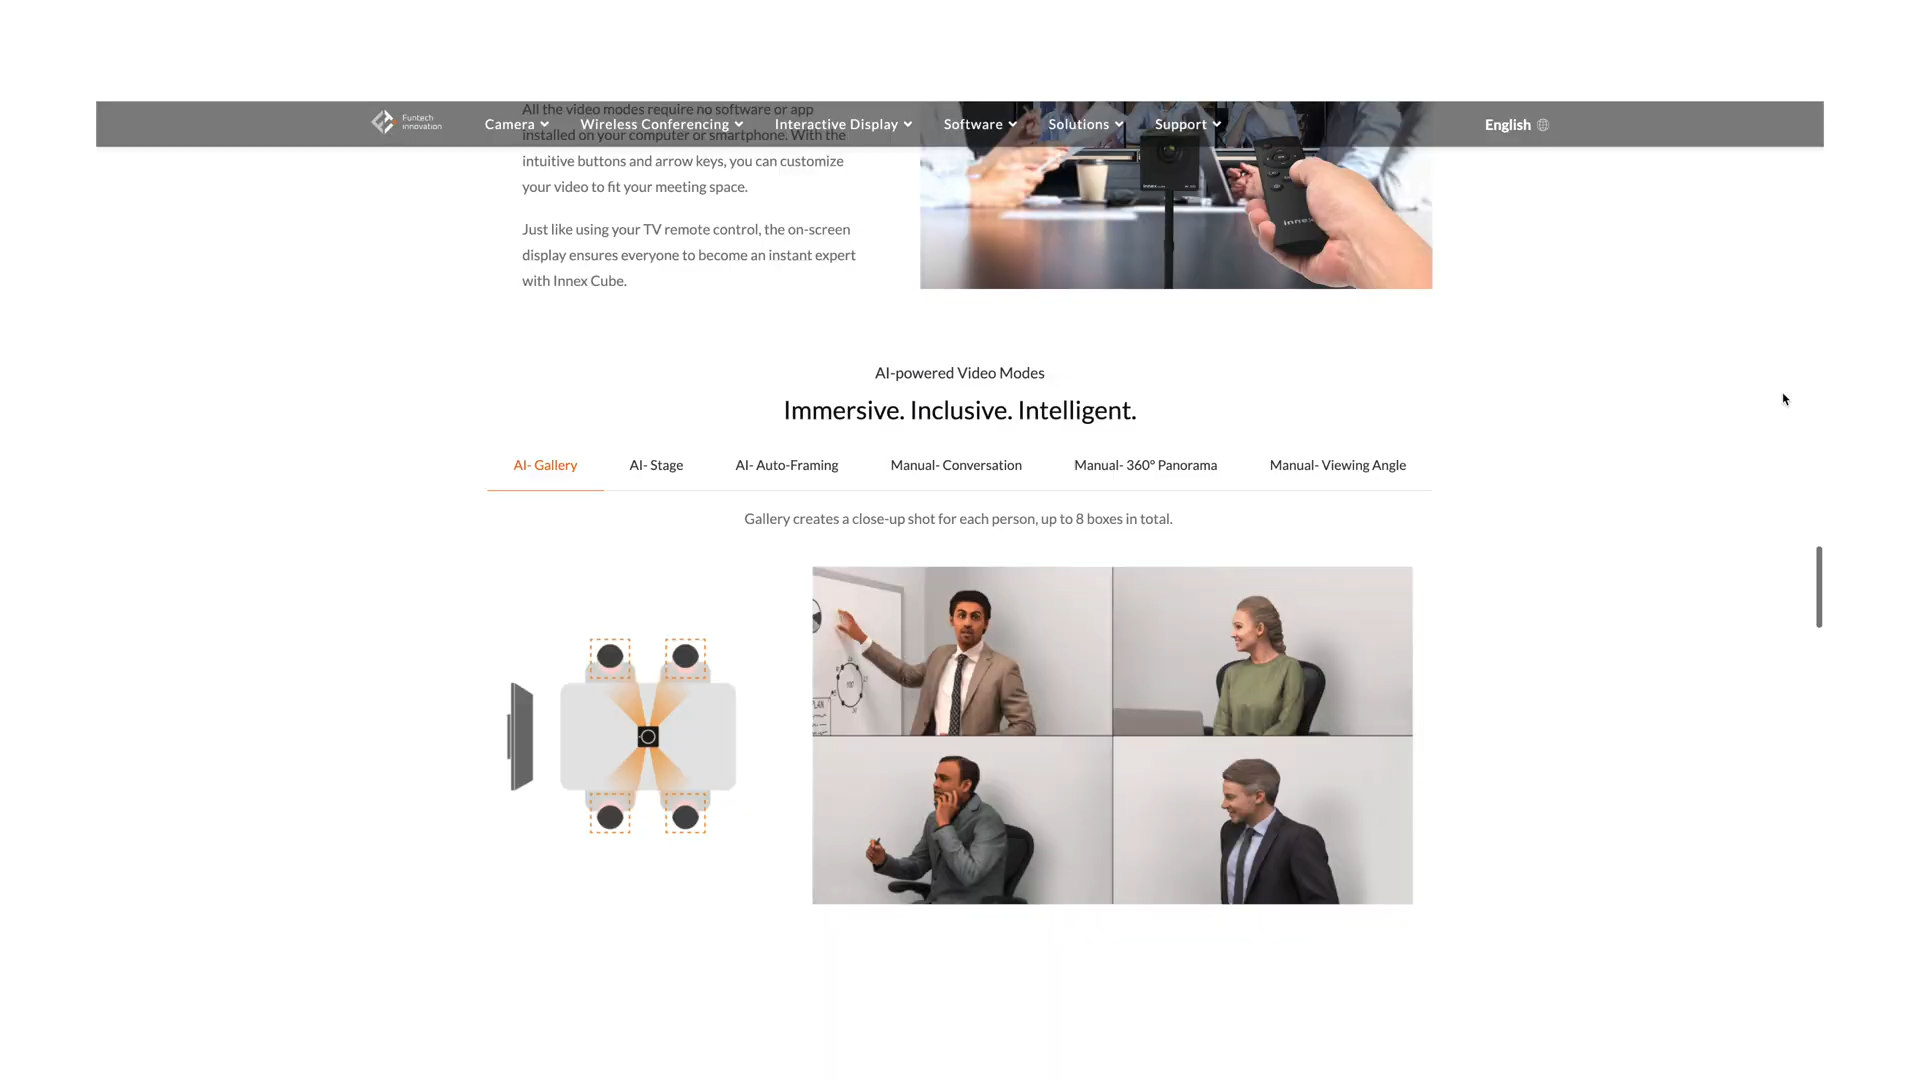 Funtech
innovation
Camera
Wireless Conferencing
Interactive Display
Software
Solutions
Support
English
All the video modes require no software or app
installed on your computer or smartphone. With the
intuitive buttons and arrow keys, you can customize
your video to fit your meeting space.
Just like using your TV remote control, the on-screen
display ensures everyone to become an instant expert
with Innex Cube.
innex
AI-powered Video Modes
Immersive. Inclusive. Intelligent.
AI- Gallery
AI- Stage
AI- Auto-Framing
Manual- Conversation
Manual- 360° Panorama
Manual- Viewing Angle
Gallery creates a close-up shot for each person, up to 8 boxes in total.
PLAN